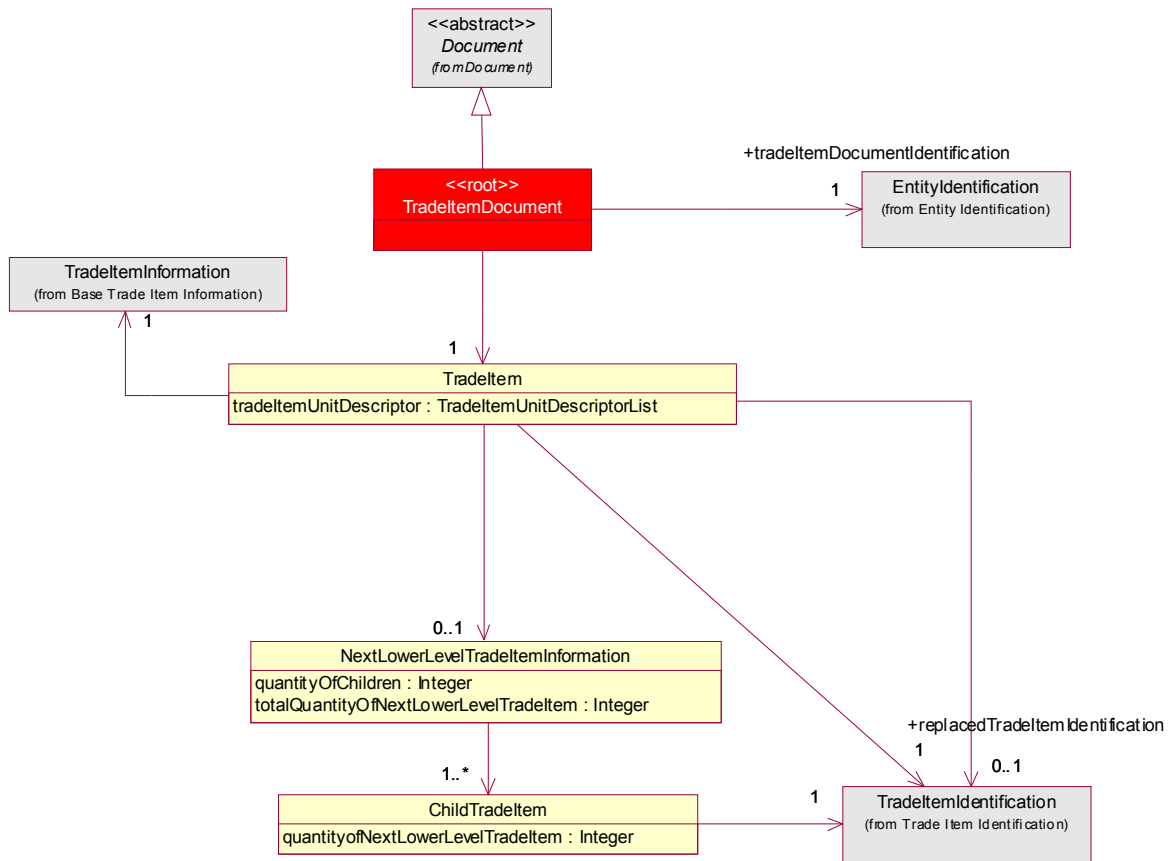 <<abstract>>
Document
(from Document)
+tradeItemDocumentIdentification
<<root>>
TradeItemDocument
1
EntityIdentification
(from Entity Identification)
TradeItemInformation
(from Base Trade Item Information)
1
1
TradeItem
tradeItemUnitDescriptor : TradeItemUnitDescriptorList
0..1
NextLowerLevelTradeItemInformation
quantityOfChildren : Integer
totalQuantityOfNextLowerLevelTradeItem : Integer
+replacedTradeItemIdentification
1
0..1
1..*
ChildTradeItem
quantityofNextLowerLevelTradeItem : Integer
1
TradeItemIdentification
(from Trade Item Identification)